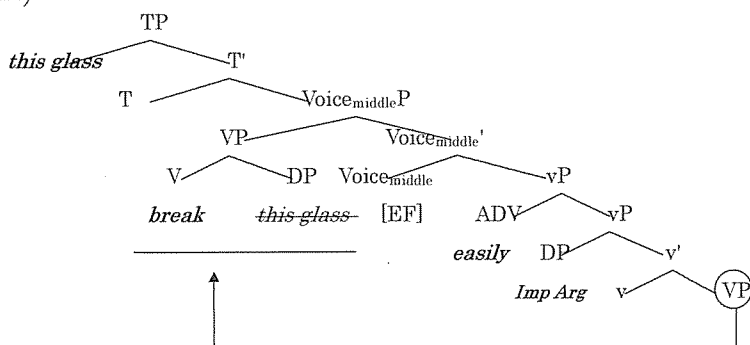 TP
this glass T'
T Voicemiddle P
VP Voicemiddle'
V DP Voicemiddle vP
break this glass [EF] ADV vP
easily DP v'
Imp Arg v VP